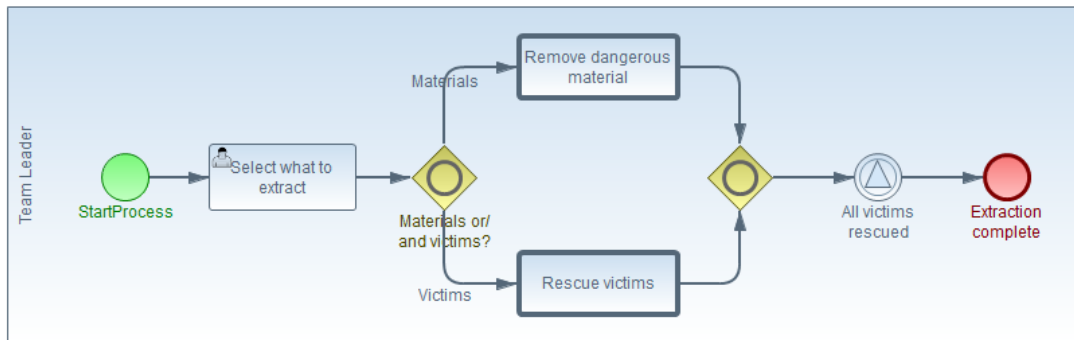 Team Leader
StartProcess
Select what to
extract
Materials or/
and victims?
Materials
Victims
Remove dangerous
material
Rescue victims
All victims
rescued
Extraction
complete